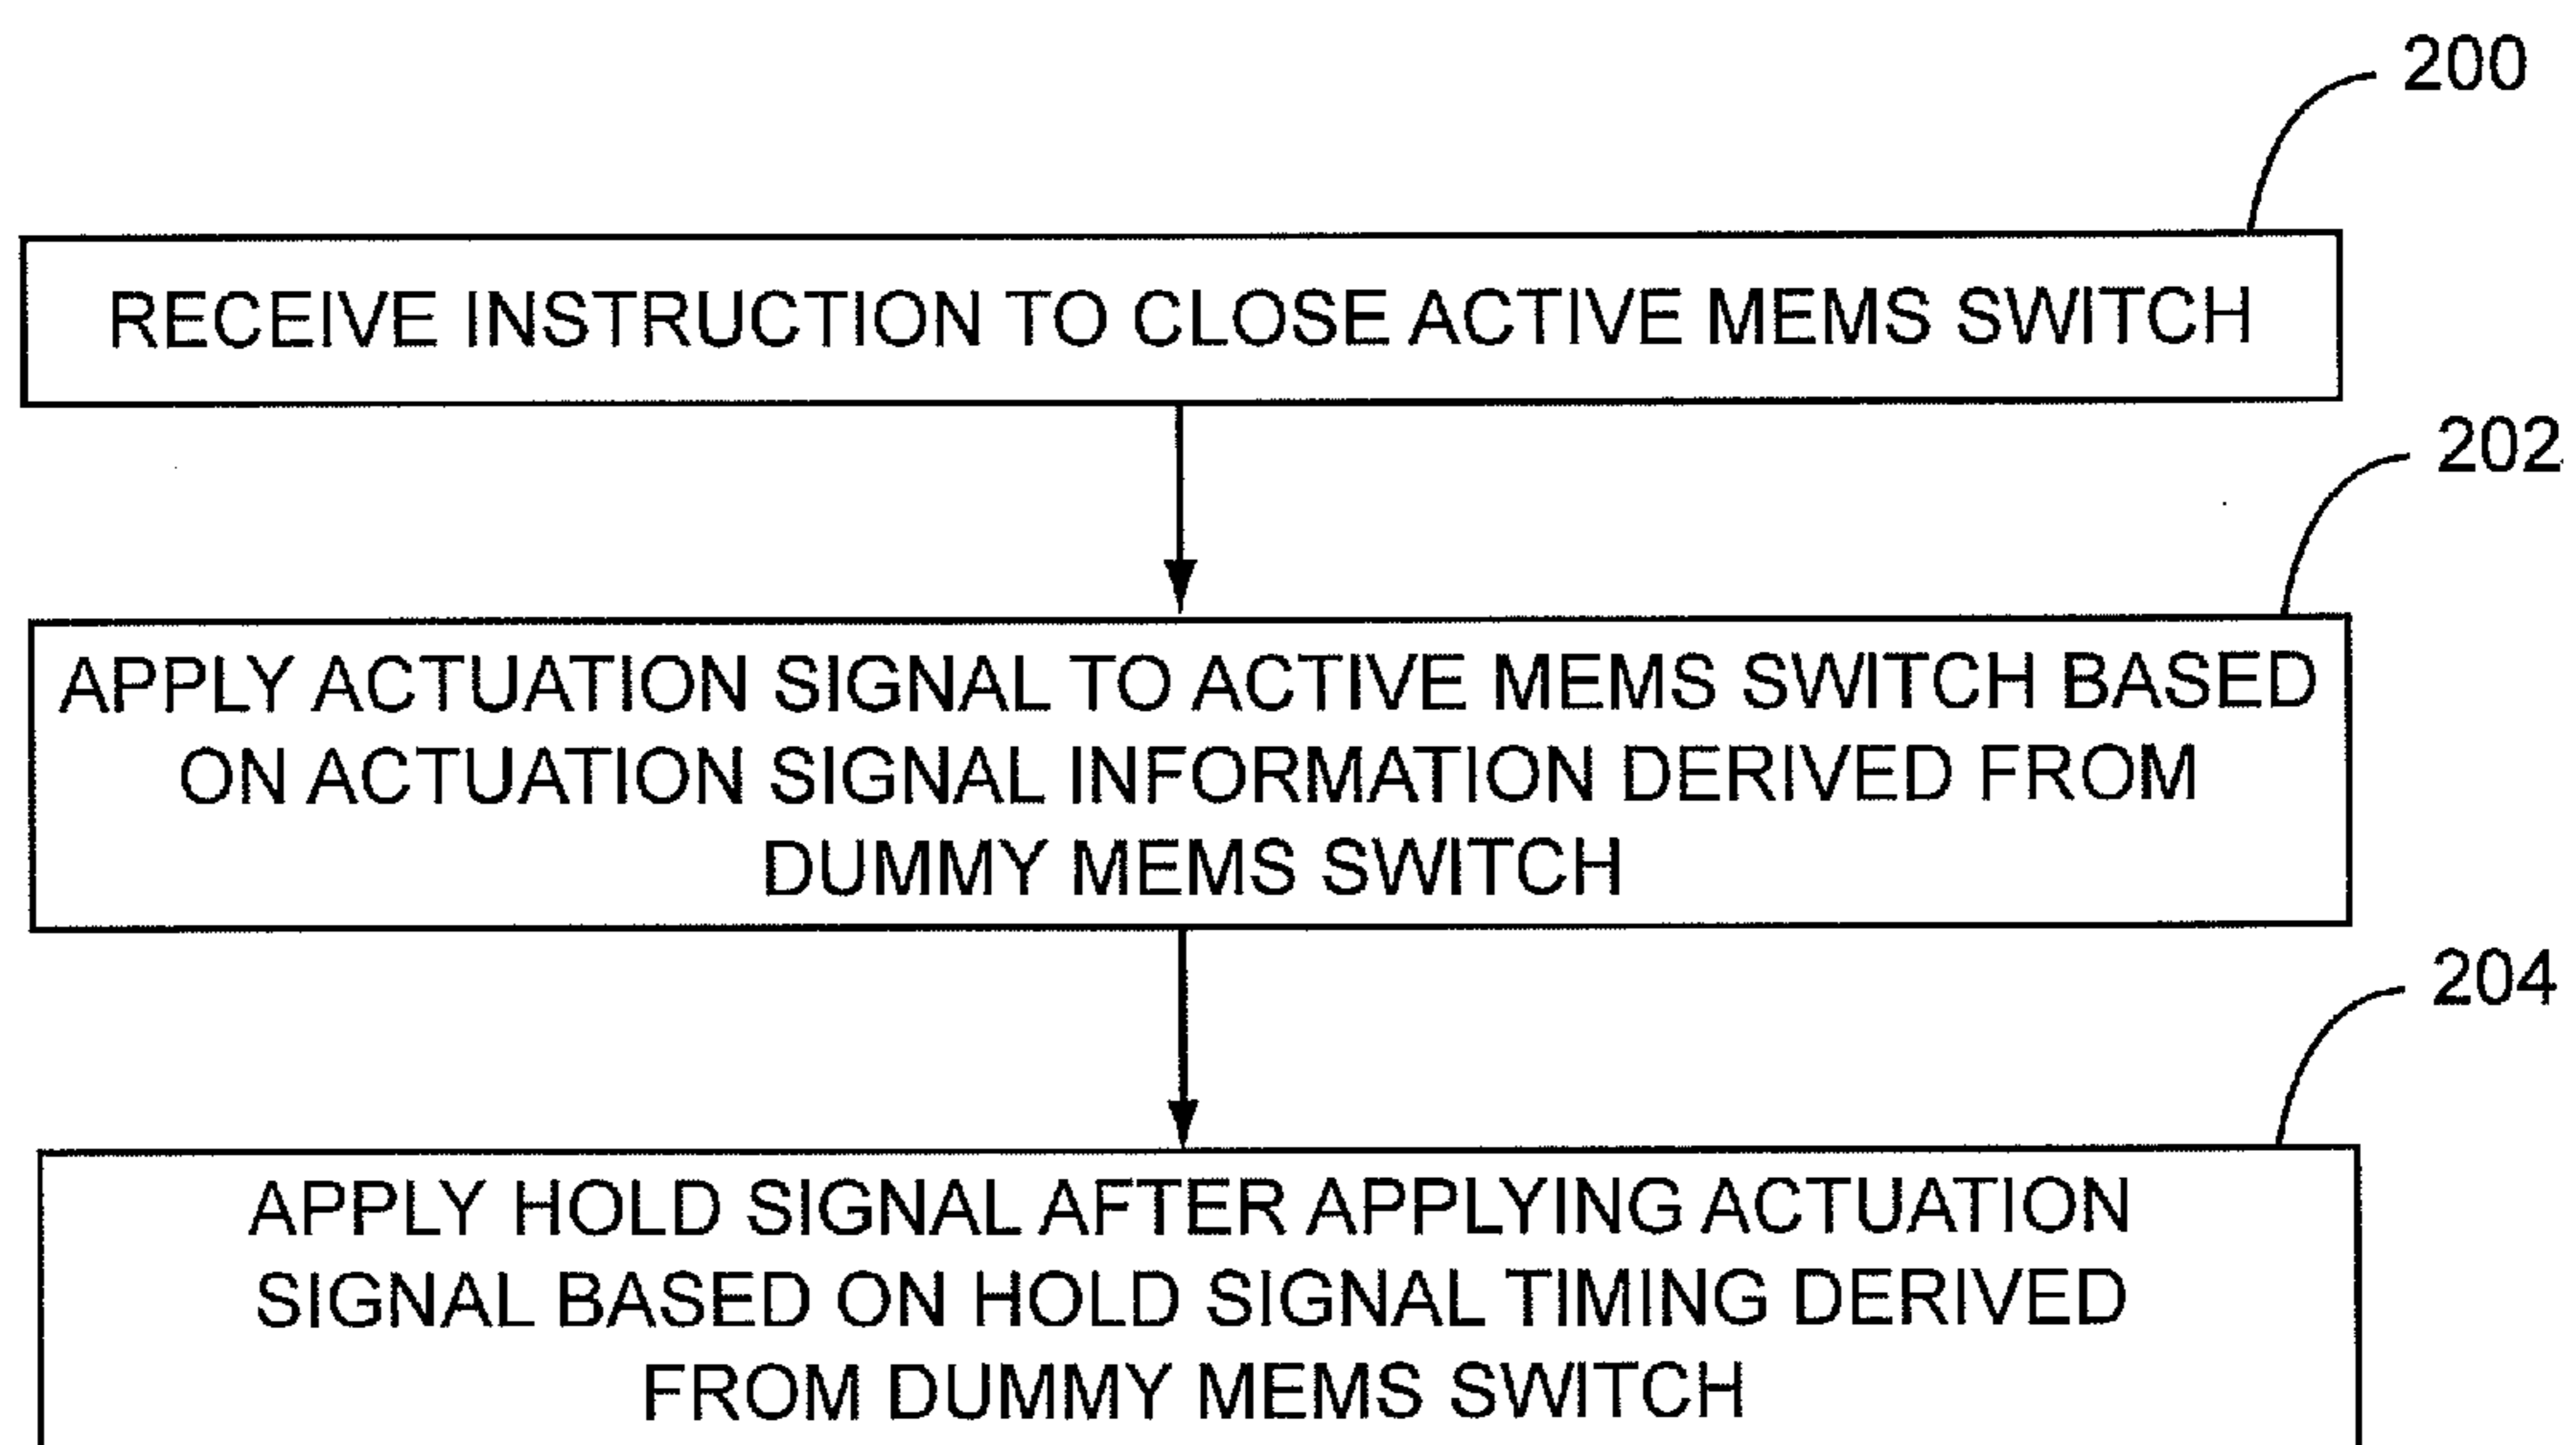 200
RECEIVE INSTRUCTION TO CLOSE ACTIVE MEMS SWITCH
202
APPLY ACTUATION SIGNAL TO ACTIVE MEMS SWITCH BASED
ON ACTUATION SIGNAL INFORMATION DERIVED FROM
DUMMY MEMS SWITCH
204
APPLY HOLD SIGNAL AFTER APPLYING ACTUATION
SIGNAL BASED ON HOLD SIGNAL TIMING DERIVED
FROM DUMMY MEMS SWITCH